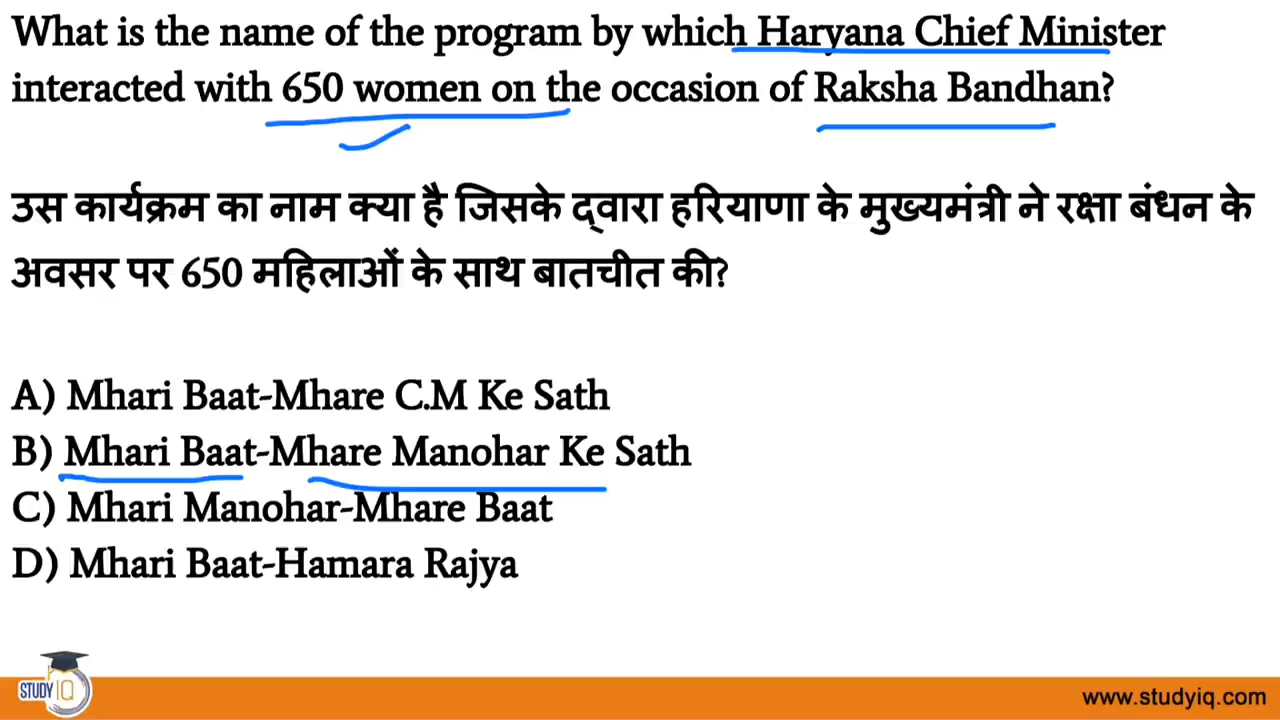 What is the name of the program by which Haryana Chief Minister
interacted with 650 women on the occasion of Raksha Bandhan?
उस कार्यक्रम का नाम क्या है जिसके द्वारा हरियाणा के मुख्यमंत्री ने रक्षा बंधन के
अवसर पर 650 महिलाओं के साथ बातचीत की?
A) Mhari Baat-Mhare C.M Ke Sath
B) Mhari Baat-Mhare Manohar Ke Sath
C) Mhari Manohar-Mhare Baat
D) Mhari Baat-Hamara Rajya
STUDY IQ
www.studyiq.com